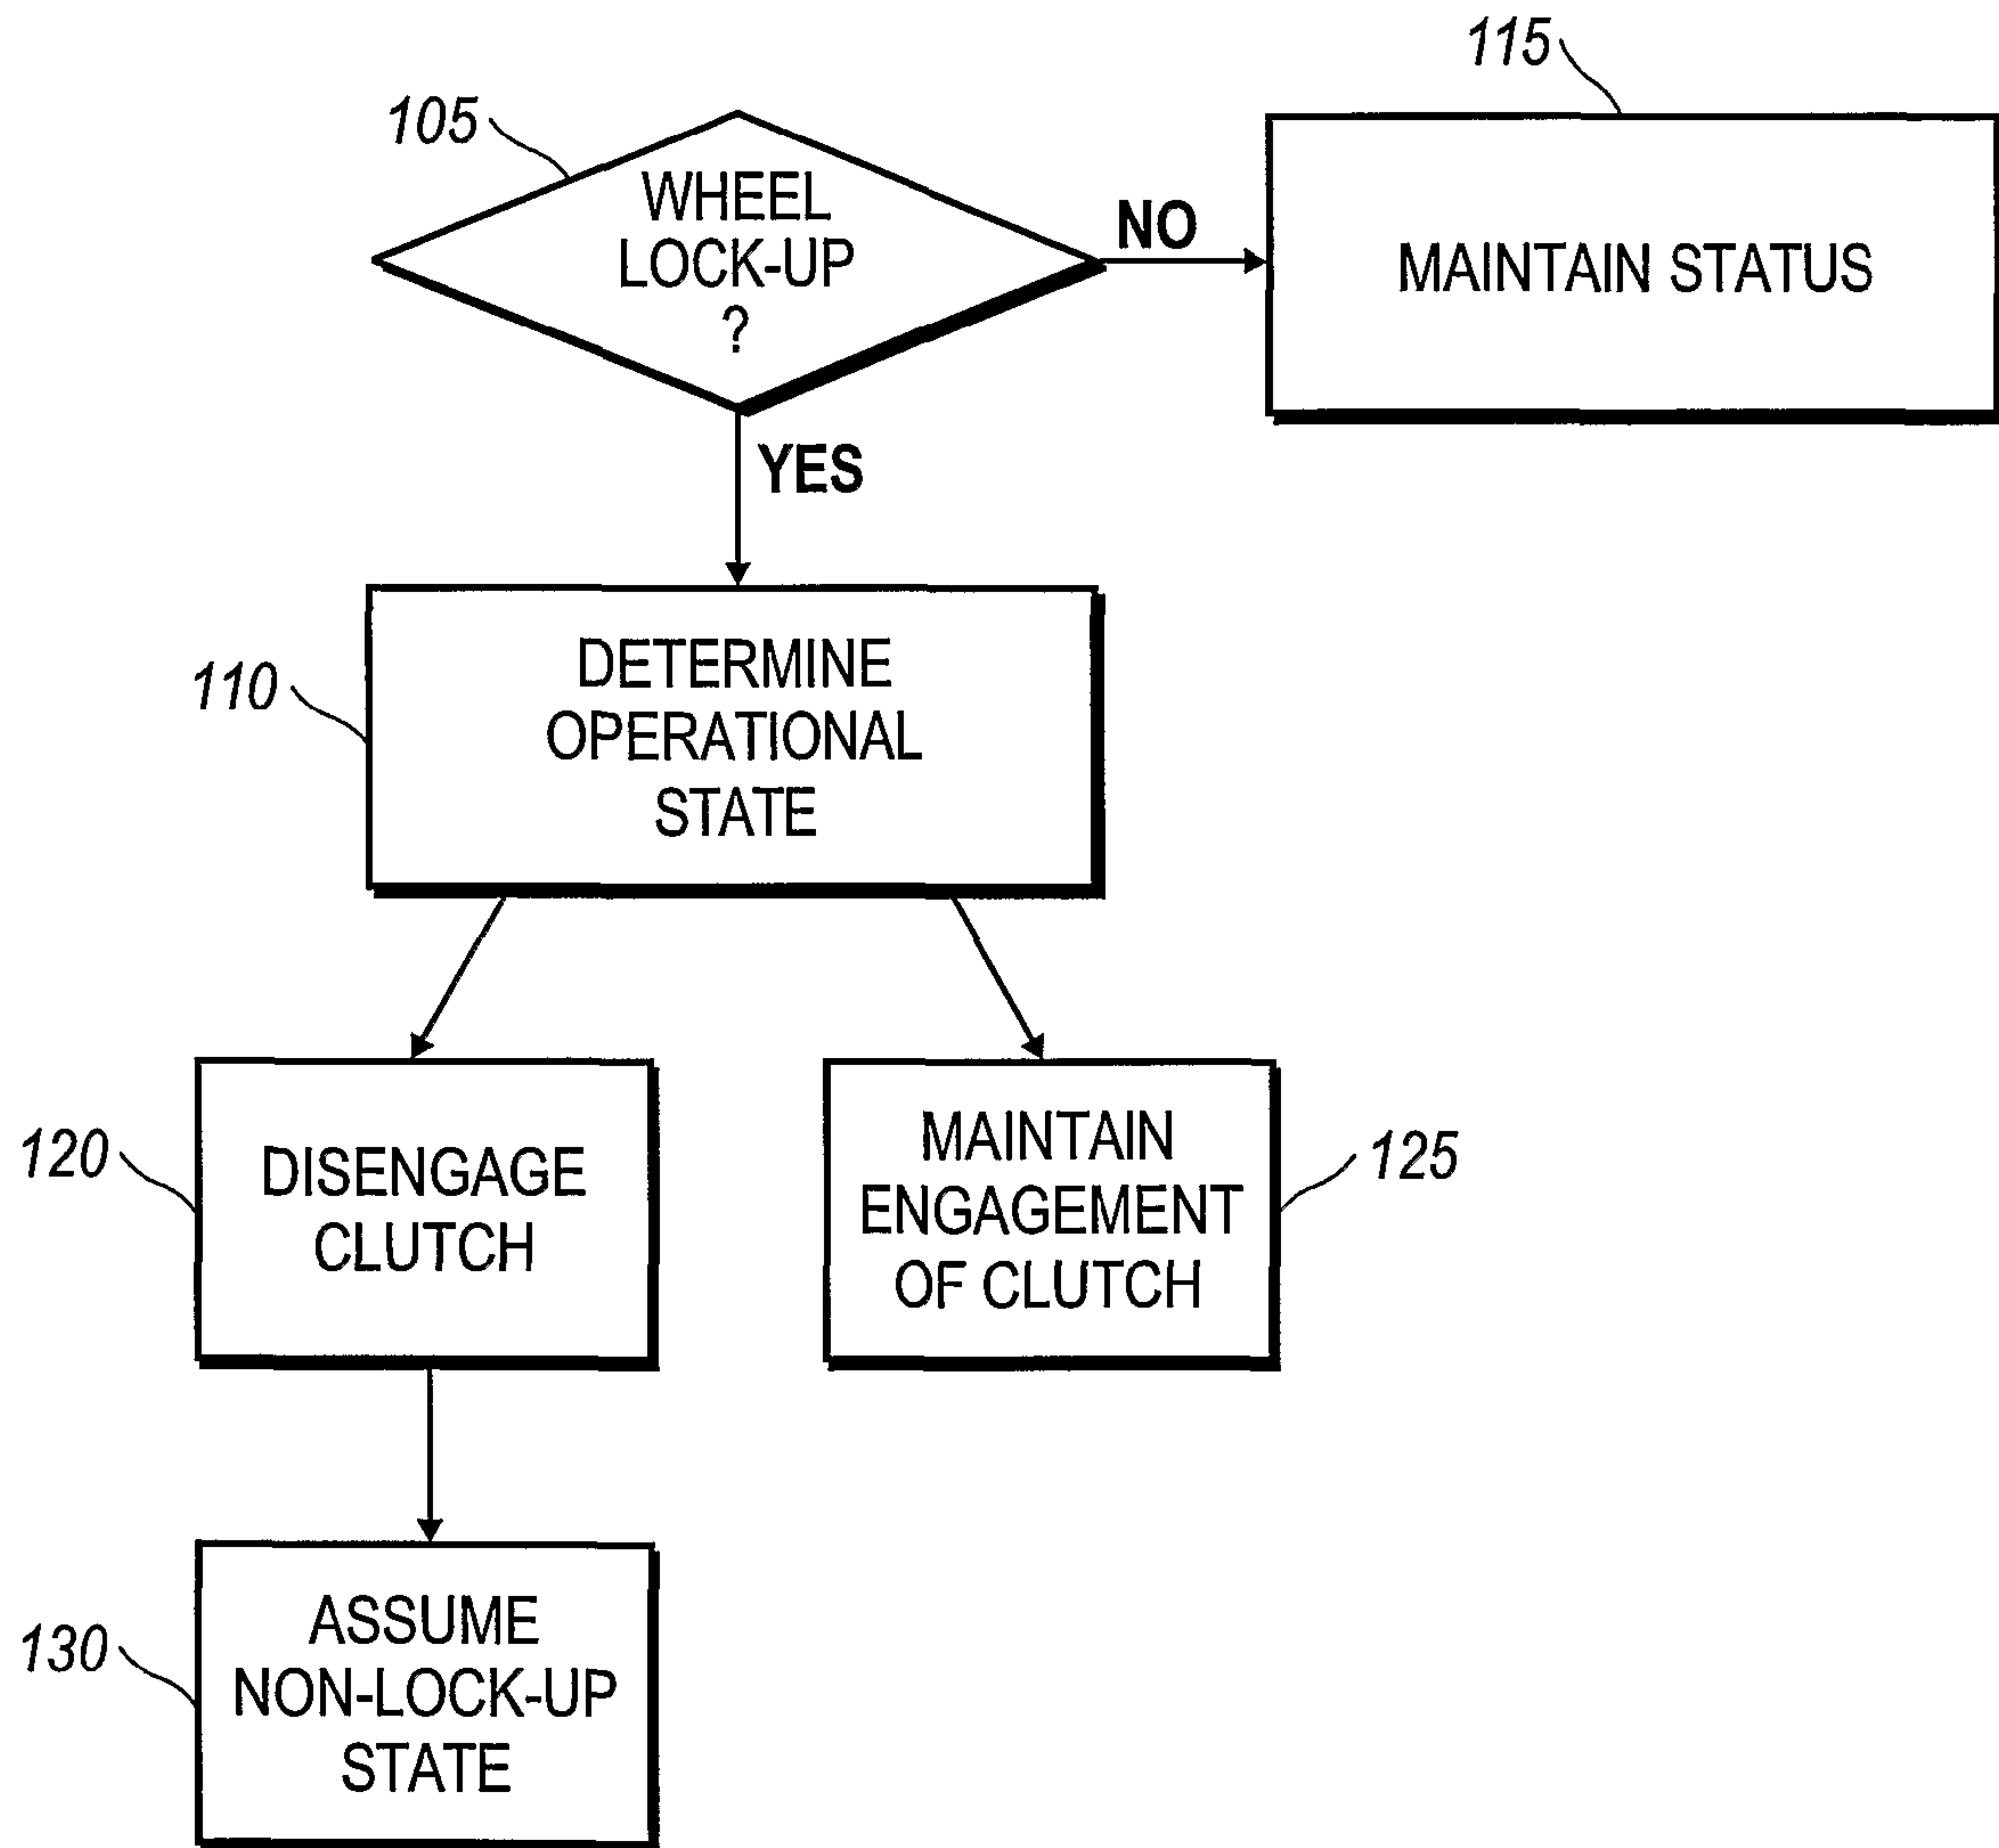 115
105
WHEEL
LOCK-UP
?
NO
MAINTAIN STATUS
YES
110
DETERMINE
OPERATIONAL
STATE
120
DISENGAGE
CLUTCH
MAINTAIN
ENGAGEMENT
OF CLUTCH
125
130
ASSUME
NON-LOCK-UP
STATE